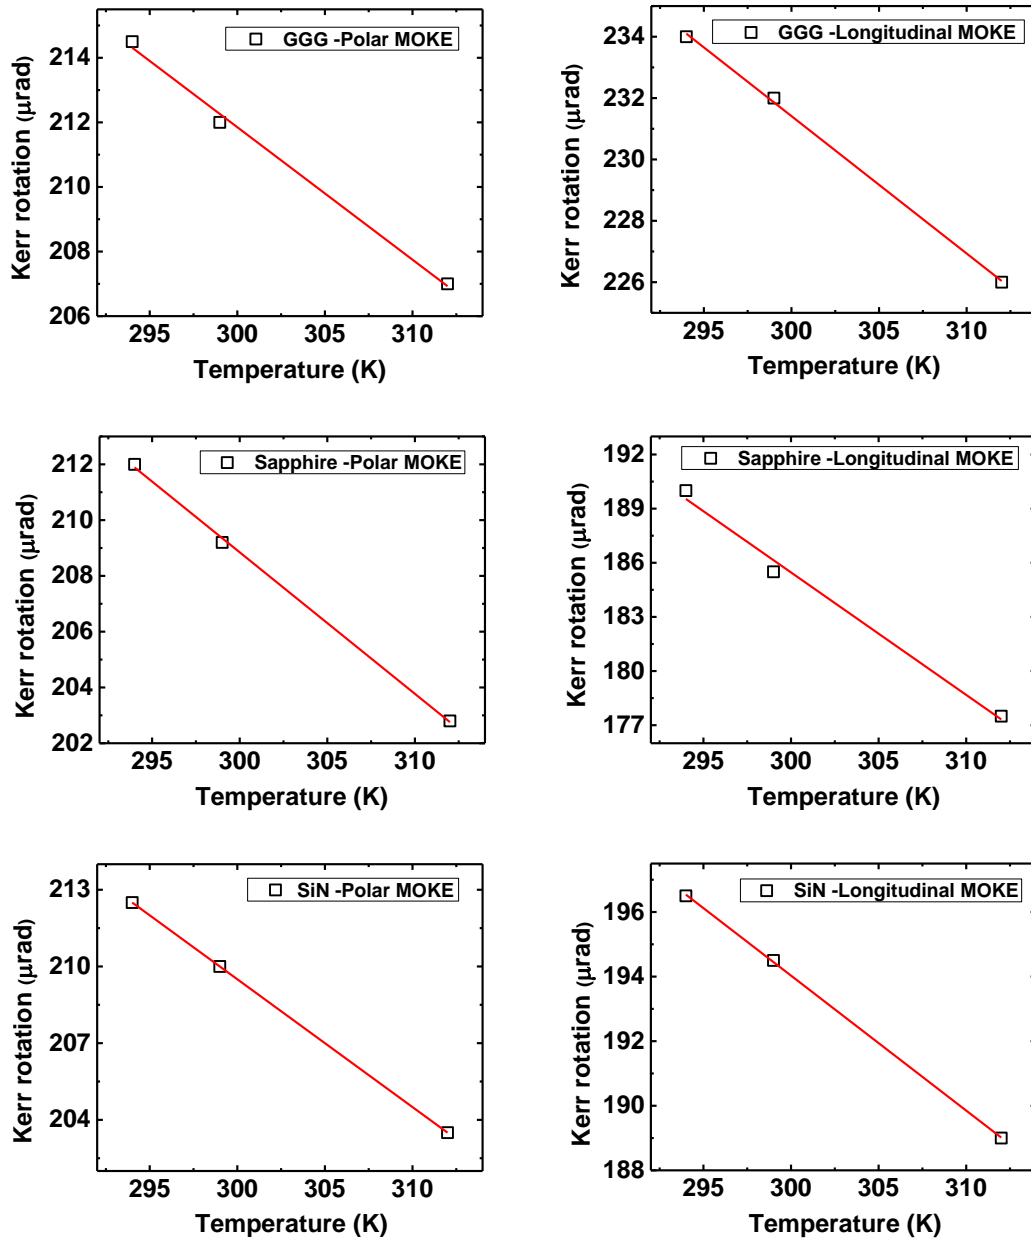 GGG -Polar MOKE
Kerr rotation (μrad)
214
212
210
208
206
295 300 305 310
Temperature (K)
GGG -Longitudinal MOKE
Kerr rotation (μrad)
234
232
230
228
226
295 300 305 310
Temperature (K)
Sapphire -Polar MOKE
Kerr rotation (μrad)
212
210
208
206
204
202
295 300 305 310
Temperature (K)
Sapphire -Longitudinal MOKE
Kerr rotation (μrad)
192
189
186
183
180
177
295 300 305 310
Temperature (K)
SiN -Polar MOKE
Kerr rotation (μrad)
213
210
207
204
295 300 305 310
Temperature (K)
SiN -Longitudinal MOKE
Kerr rotation (μrad)
196
194
192
190
188
295 300 305 310
Temperature (K)